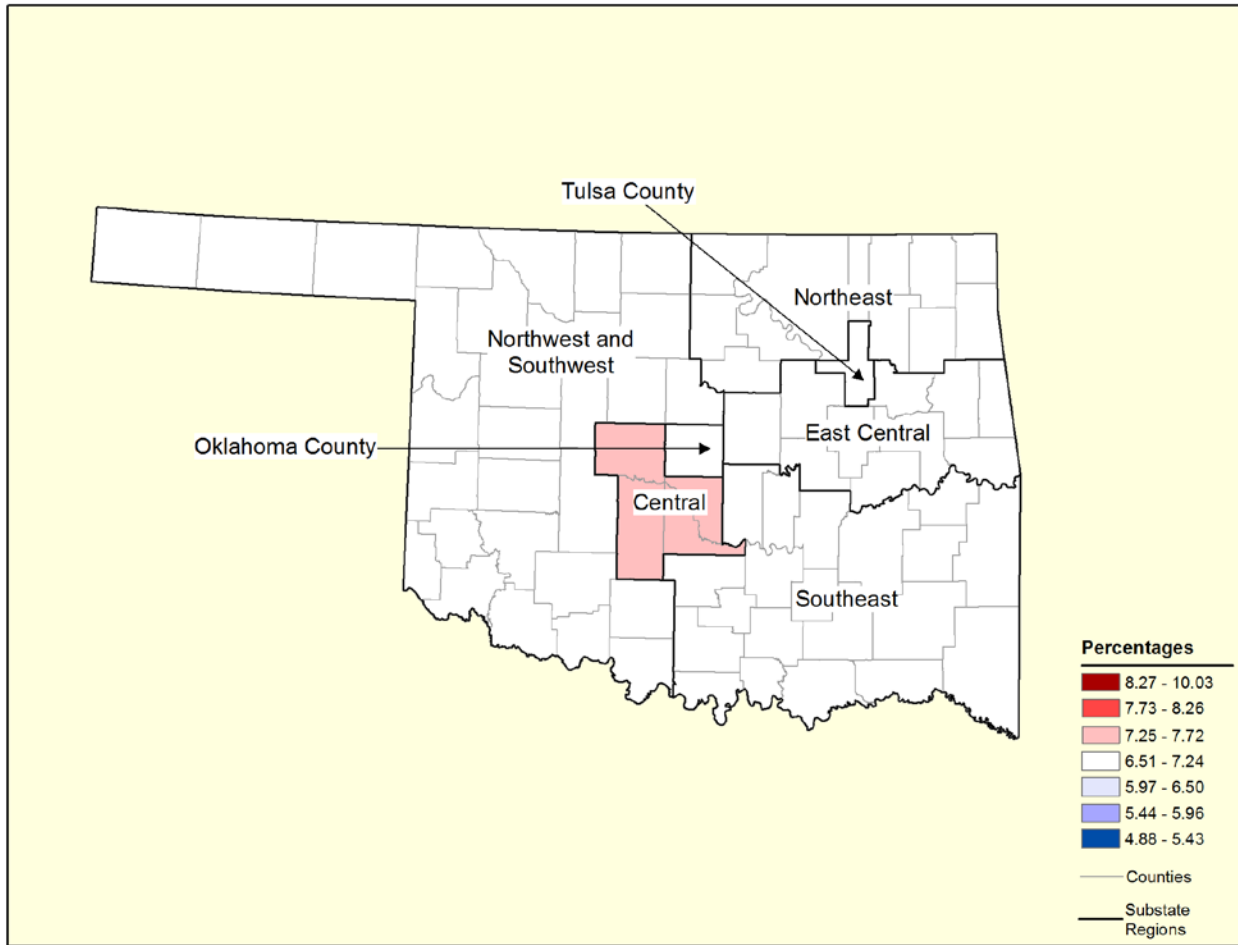 Tulsa County
Northeast
Northwest and
Southwest
Oklahoma County
East Central
Central
Southeast
Percentages
8.27 - 10.03
7.73 - 8.26
7.25 - 7.72
6.51 - 7.24
5.97 - 6.50
5.44 - 5.96
4.88 - 5.43
Counties
Substate
Regions